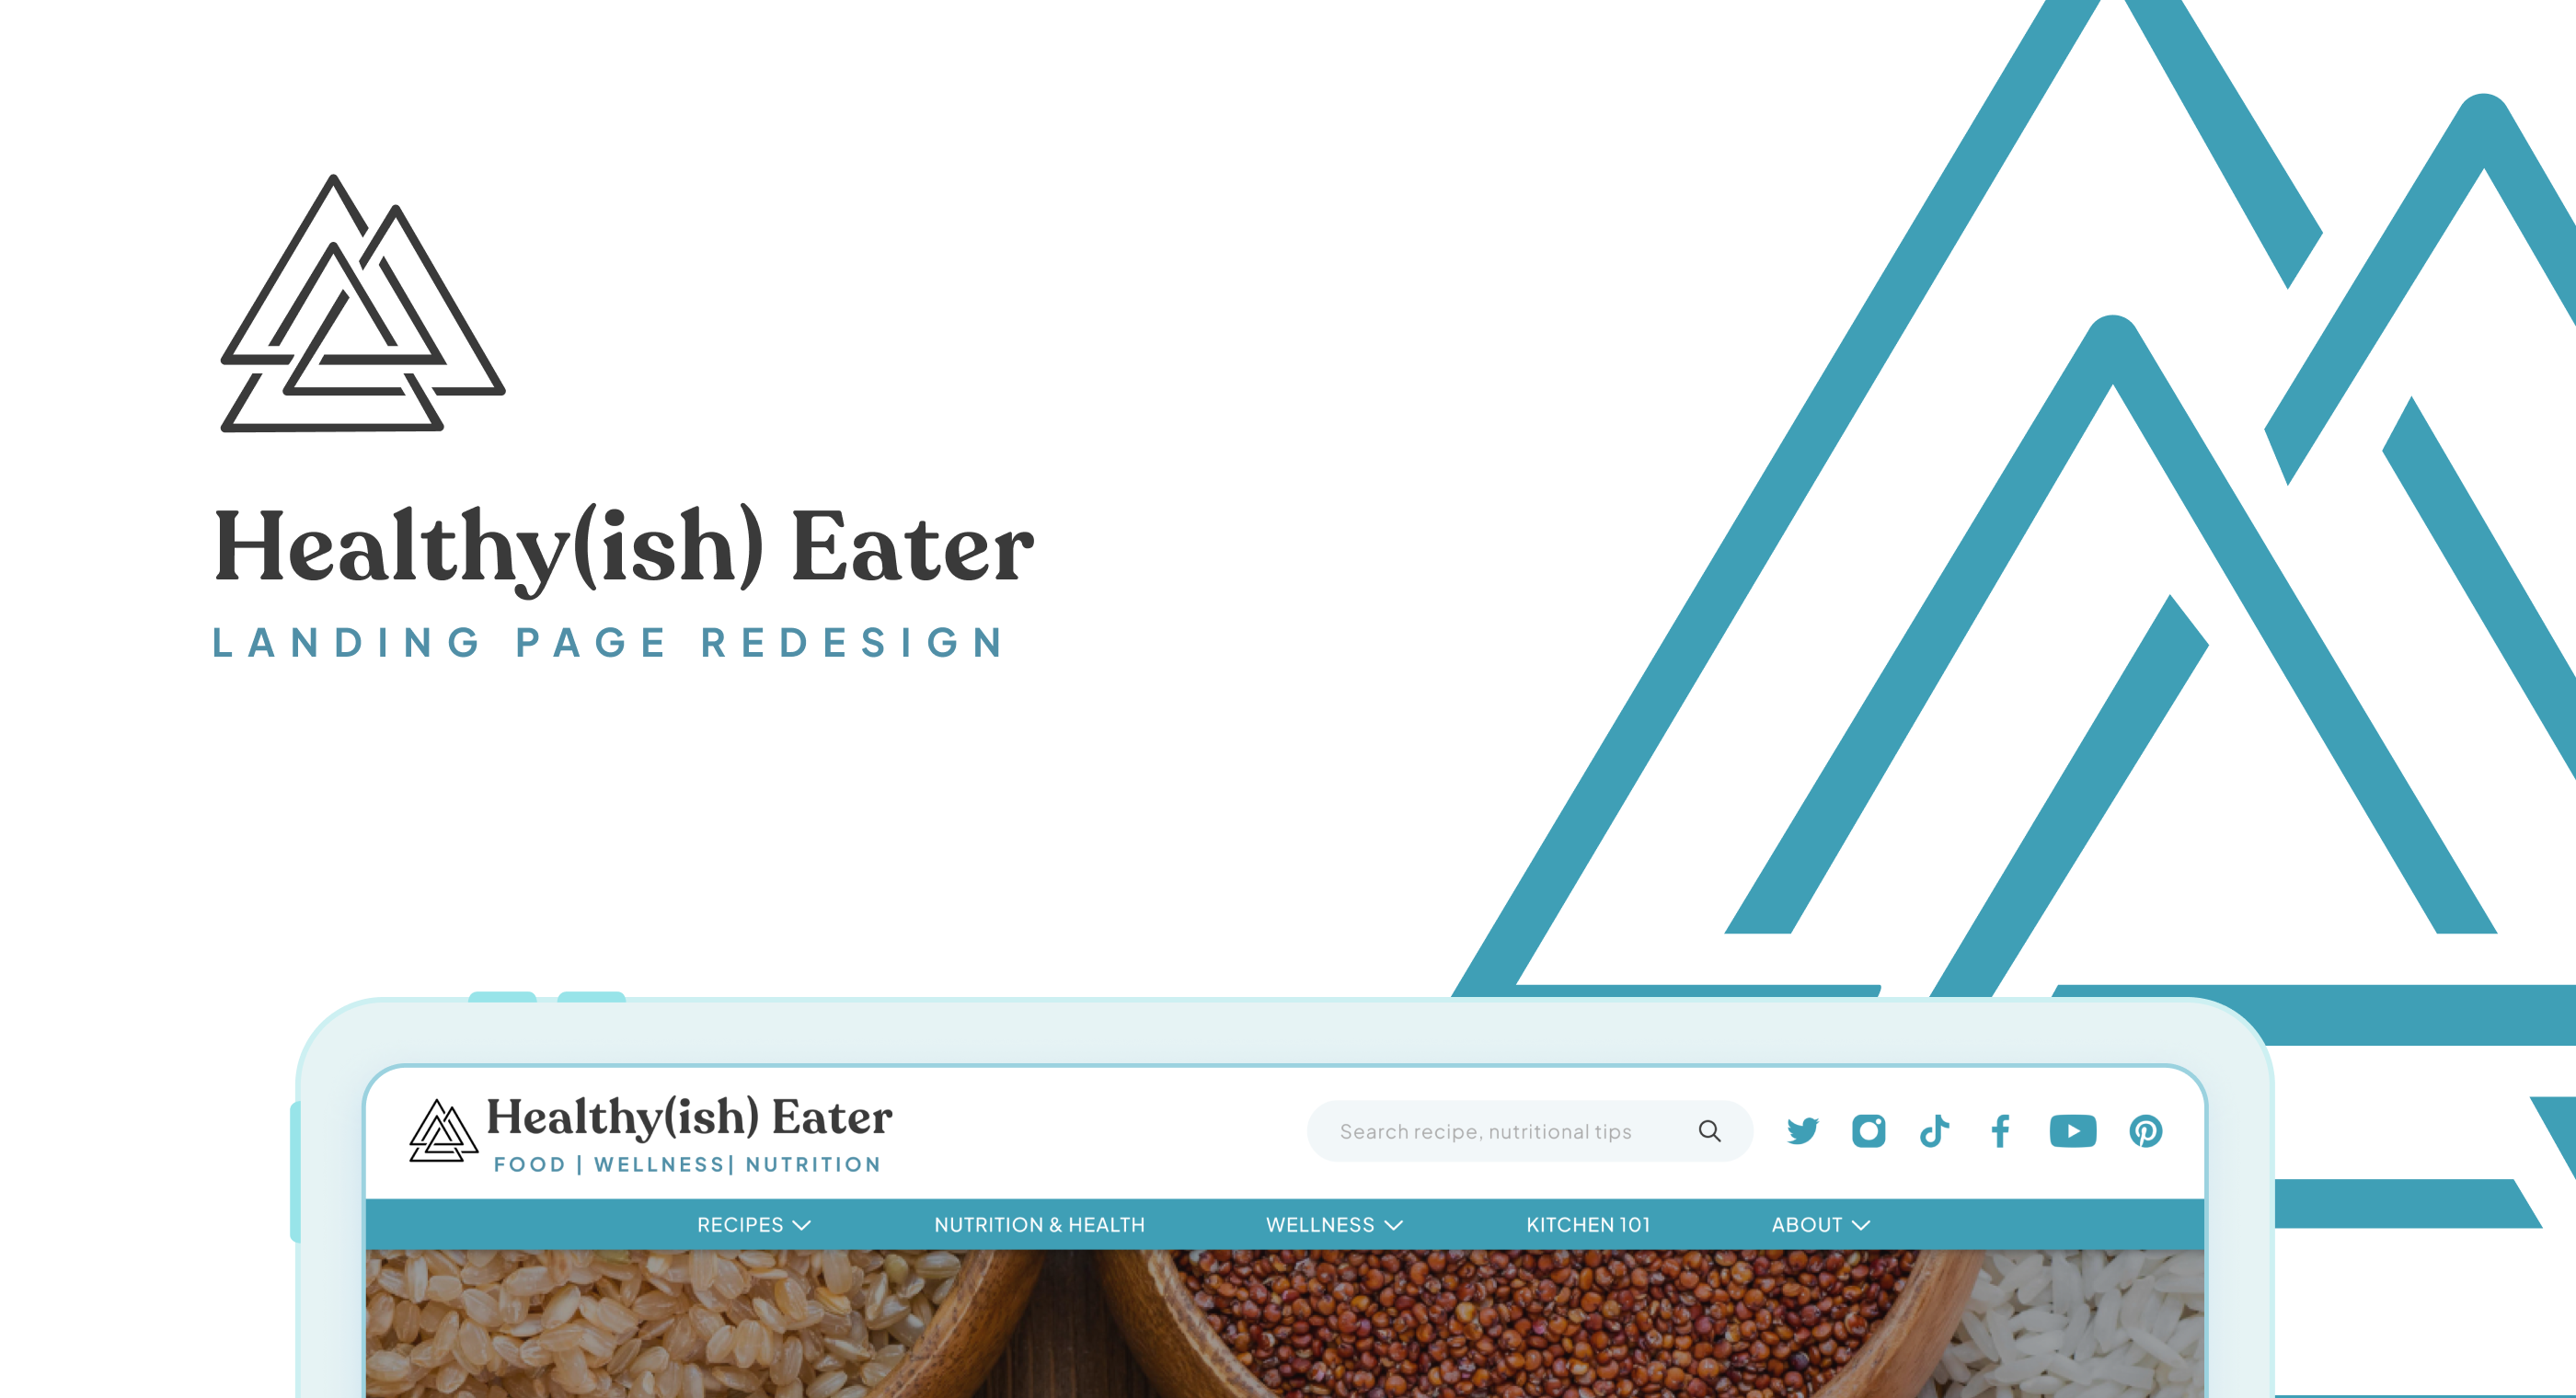 Healthy(ish) Eater
LANDING PAGE REDESIGN
Healthy(ish) Eater
FOOD | WELLNESS| NUTRITION
Search recipe, nutritional tips
RECIPES NUTRITION & HEALTH WELLNESS KITCHEN 101 ABOUT